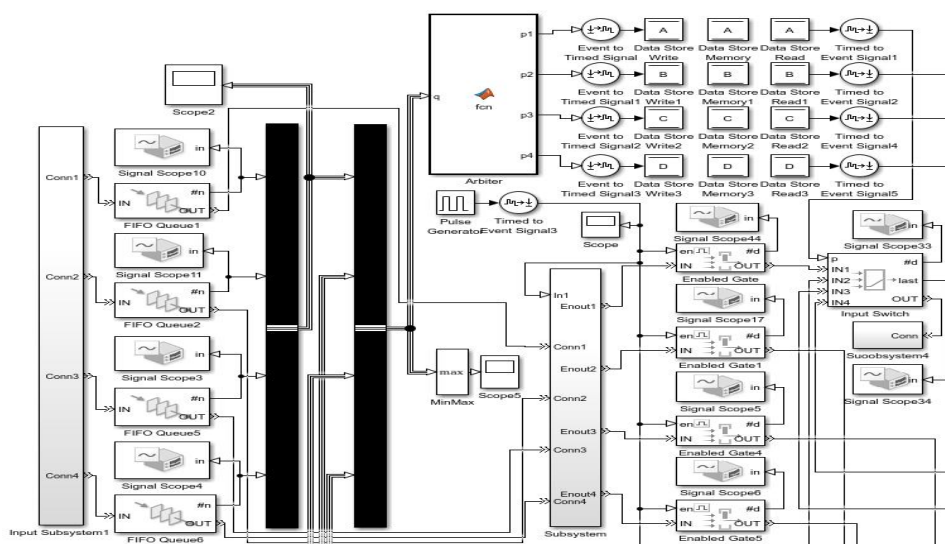 p1
Event to
Timed Signal
A
Data Store
Write
A
Data Store
Memory
A
Data Store
Read
Timed to
Event Signal1
p2
Event to
Timed Signal1
B
Data Store
Write1
B
Data Store
Memory1
B
Data Store
Read1
Timed to
Event Signal2
q
fcn
p3
Event to
Timed Signal2
C
Data Store
Write2
C
Data Store
Memory2
C
Data Store
Read2
Timed to
Event Signal4
p4
Event to
Timed Signal3
D
Data Store
Write3
D
Data Store
Memory3
D
Data Store
Read3
Timed to
Event Signal5
Arbiter
Scope2
Pulse
Generator
Timed to
Event Signal3
Scope
in
Signal Scope10
Conn1
IN
#n
OUT
FIFO Queue1
in
Signal Scope11
Conn2
IN
#n
OUT
FIFO Queue2
in
Signal Scope3
Conn3
IN
#n
OUT
FIFO Queue5
in
Signal Scope4
Conn4
IN
#n
OUT
FIFO Queue6
Input Subsystem1
max
MinMax
Scope5
In1
Enout1
Conn1
Enout2
Conn2
Enout3
Conn3
Enout4
Conn4
Subsystem
in
Signal Scope44
en
IN
#d
OUT
Enabled Gate
in
Signal Scope17
en
IN
#d
OUT
Enabled Gate1
in
Signal Scope5
en
IN
#d
OUT
Enabled Gate4
in
Signal Scope6
en
IN
#d
OUT
Enabled Gate5
in
Signal Scope33
p
IN1
IN2
IN3
IN4
#d
last
OUT
Input Switch
Conn
Suoobsystem4
in
Signal Scope34